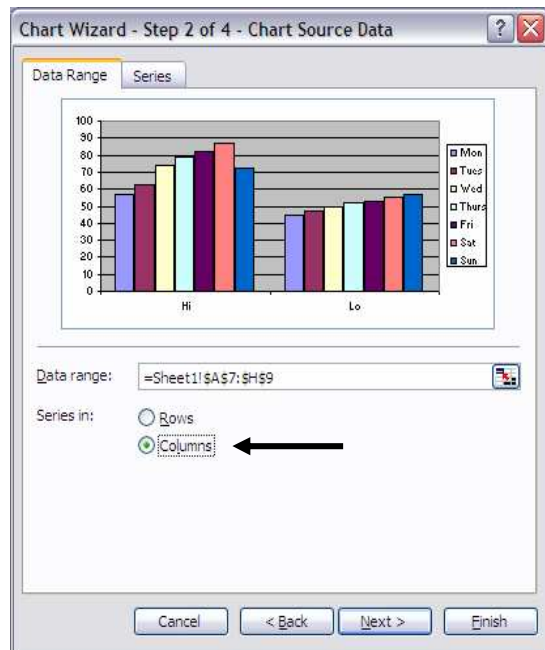 Chart Wizard - Step 2 of 4 - Chart Source Data
Data Range
Series
100
90
80
70
60
50
40
30
20
10
0
Hi
Lo
Mon
Tues
Wed
Thurs
Fri
Sat
Sun
Data range:
=Sheet1!$A$7:$H$9
Series in:
Rows
Columns
Cancel
< Back
Next >
Finish